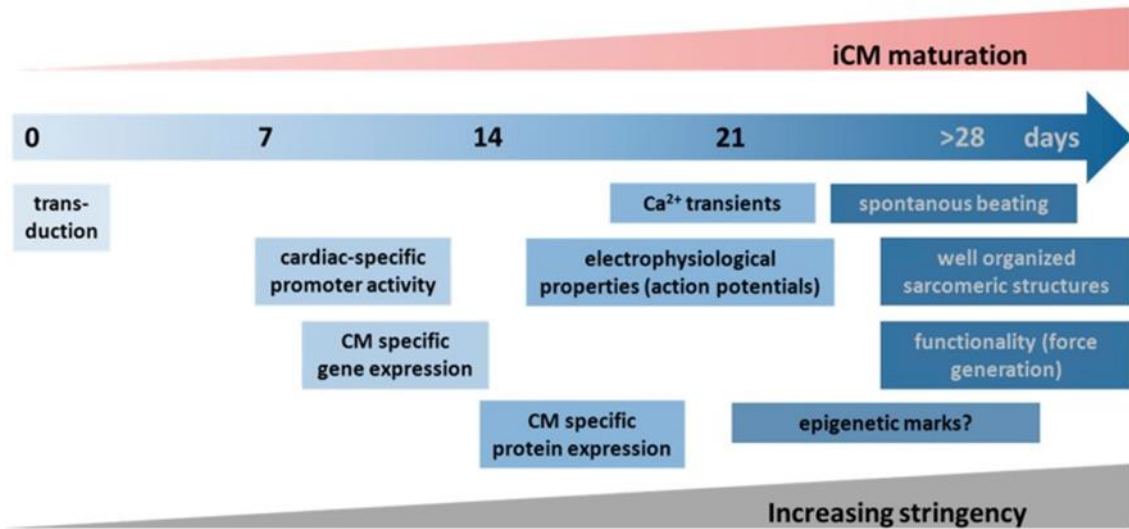 iCM maturation
0 7 14 21 >28 days
trans-
duction
Ca²⁺ transients
spontanous beating
cardiac-specific
promoter activity
electrophysiological
properties (action potentials)
well organized
sarcomeric structures
CM specific
gene expression
functionality (force
generation)
CM specific
protein expression
epigenetic marks?
Increasing stringency